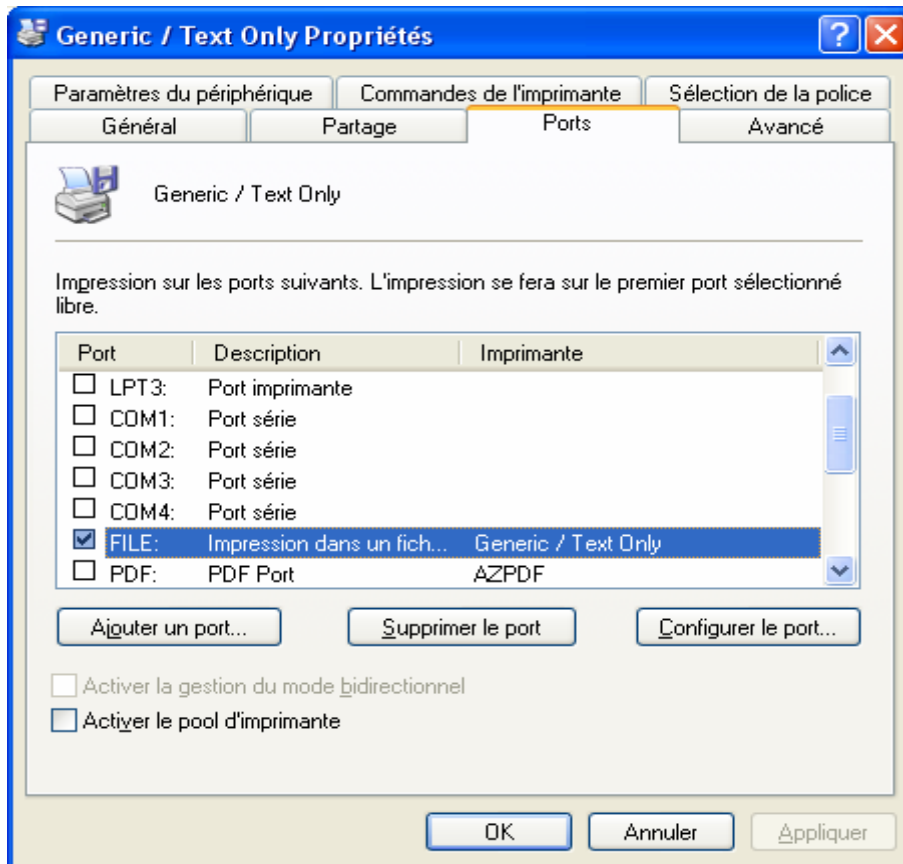 Generic / Text Only Propriétés
Paramètres du périphérique Commandes de l'imprimante Sélection de la police
Général Partage Ports Avancé
Generic / Text Only
Impression sur les ports suivants. L'impression se fera sur le premier port sélectionné
libre.
Port Description Imprimante
LPT3: Port imprimante
COM1: Port série
COM2: Port série
COM3: Port série
COM4: Port série
FILE: Impression dans un fich... Generic / Text Only
PDF: PDF Port AZPDF
Ajouter un port... Supprimer le port Configurer le port...
Activer la gestion du mode bidirectionnel
Activer le pool d'imprimante
OK Annuler Appliquer